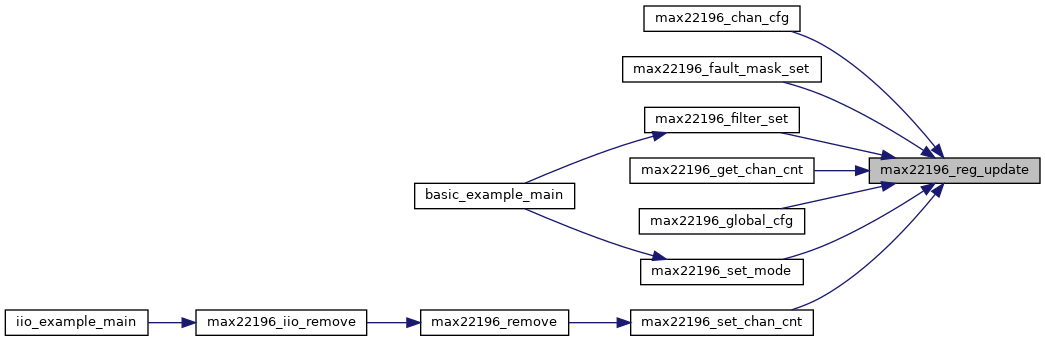 max22196_chan_cfg
max22196_fault_mask_set
max22196_filter_set
max22196_get_chan_cnt
max22196_reg_update
basic_example_main
max22196_global_cfg
max22196_set_mode
iio_example_main
max22196_iio_remove
max22196_remove
max22196_set_chan_cnt